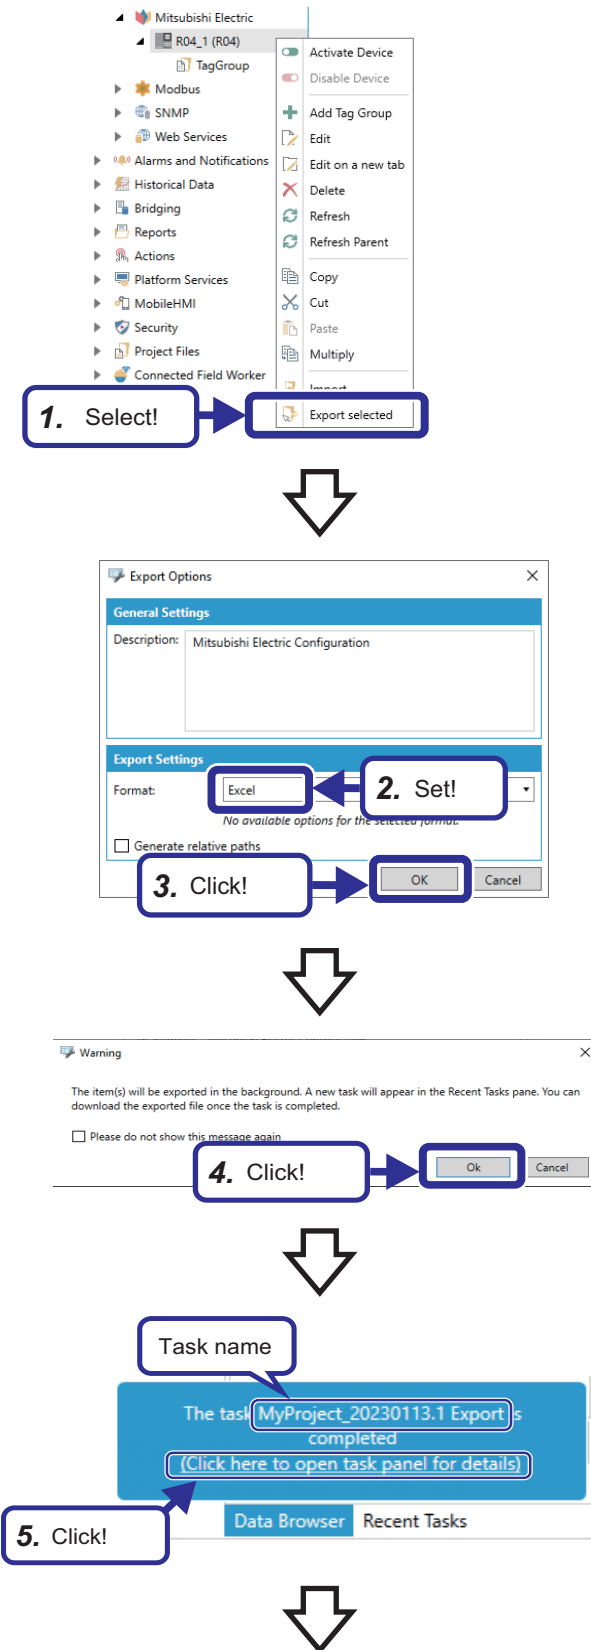 Mitsubishi Electric
R04_1 (R04)
TagGroup
Modbus
SNMP
Web Services
Alarms and Notifications
Historical Data
Bridging
Reports
Actions
Platform Services
MobileHMI
Security
Project Files
Connected Field Worker
Activate Device
Disable Device
Add Tag Group
Edit
Edit on a new tab
Delete
Refresh
Refresh Parent
Copy
Cut
Paste
Multiply
Import
Export selected
1. Select!
Export Options
General Settings
Description: Mitsubishi Electric Configuration
Export Settings
Format: Excel
2. Set!
No available options for the selected format.
Generate relative paths
3. Click!
OK Cancel
Warning
The item(s) will be exported in the background. A new task will appear in the Recent Tasks pane. You can
download the exported file once the task is completed.
Please do not show this message again
4. Click!
Ok Cancel
Task name
The task MyProject_20230113.1 Export is
completed
(Click here to open task panel for details)
5. Click!
Data Browser Recent Tasks